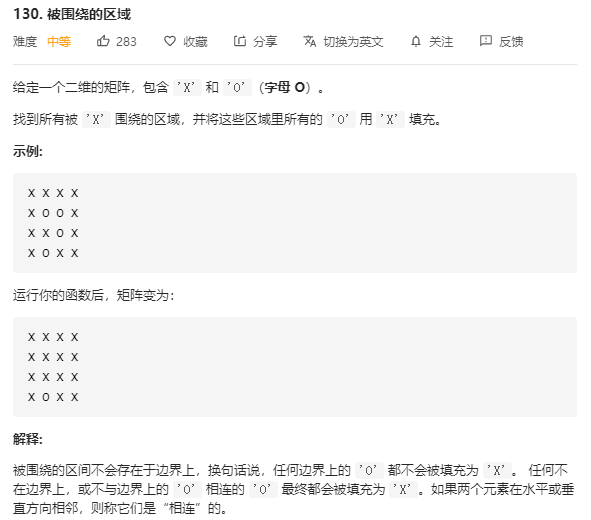 130. 被围绕的区域
难度 中等 283 收藏 分享 切换为英文 关注 反馈
给定一个二维的矩阵，包含 'X' 和 'O'（字母 O）。
找到所有被 'X' 围绕的区域，并将这些区域里所有的 'O' 用 'X' 填充。
示例:
X X X X
X O O X
X X O X
X O X X
运行你的函数后，矩阵变为：
X X X X
X X X X
X X X X
X O X X
解释:
被围绕的区间不会存在于边界上，换句话说，任何边界上的 'O' 都不会被填充为 'X'。 任何不
在边界上，或不与边界上的 'O' 相连的 'O' 最终都会被填充为 'X'。如果两个元素在水平或垂
直方向相邻，则称它们是“相连”的。